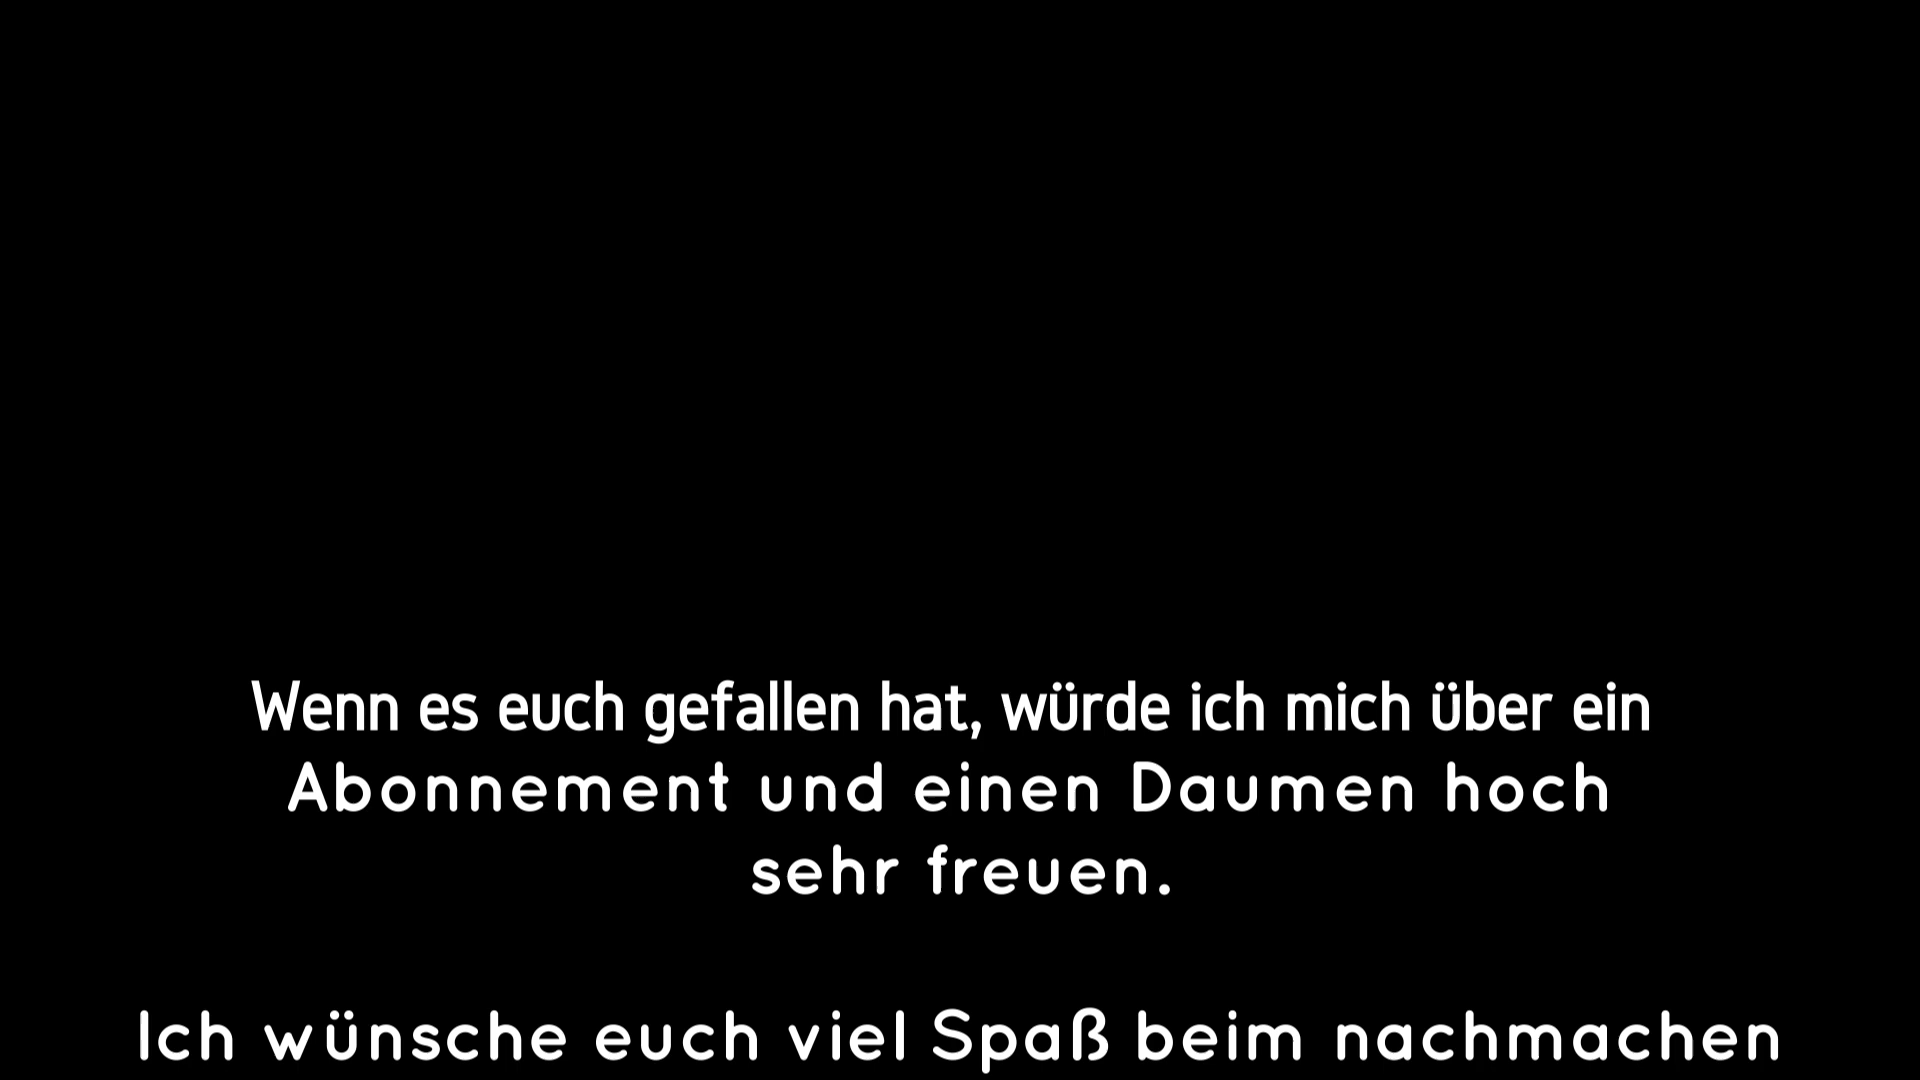 Wenn es euch gefallen hat, würde ich mich über ein
Abonnement und einen Daumen hoch
sehr freuen.
Ich wünsche euch viel Spaß beim nachmachen